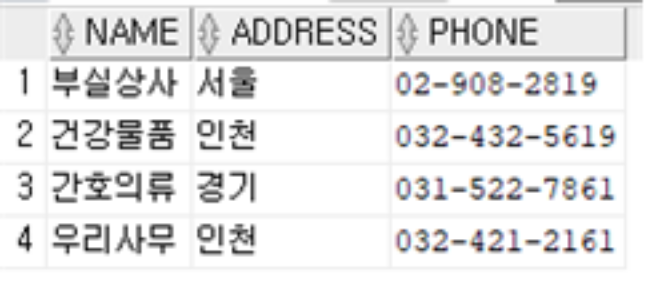 NAME ADDRESS PHONE
1 부실상사 서울 02-908-2819
2 건강물품 인천 032-432-5619
3 간호의류 경기 031-522-7861
4 우리사무 인천 032-421-2161